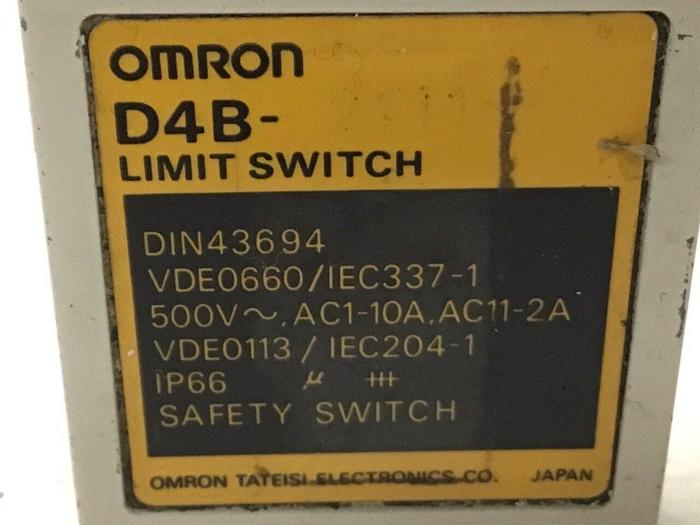 OMRON
D4B-
LIMIT SWITCH
DIN43694
VDE0660/IEC337-1
500V~, AC1-10A, AC11-2A
VDE0113 / IEC204-1
IP66 μ
SAFETY SWITCH
OMRON TATEISI ELECTRONICS CO. JAPAN